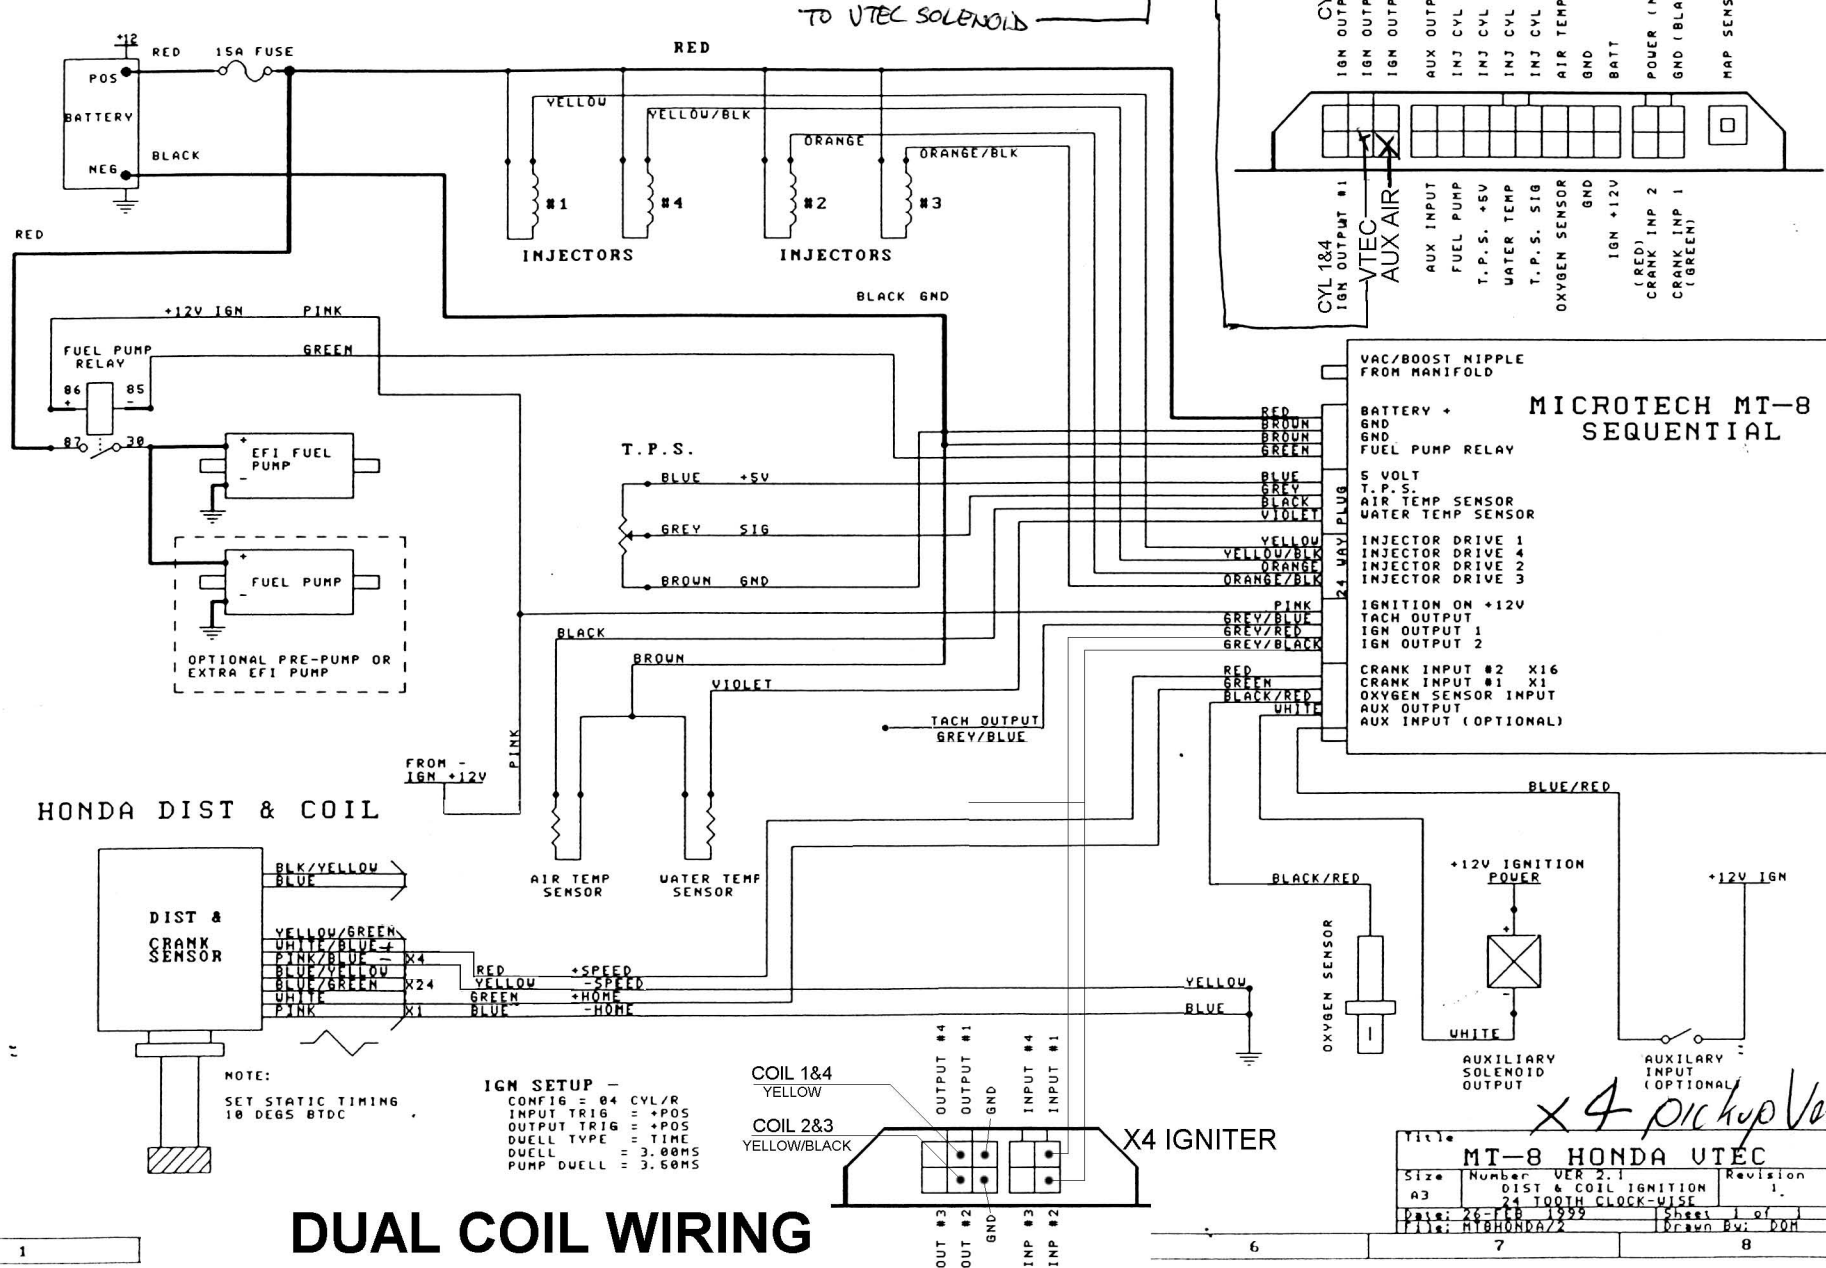 TO VTEC SOLENOID
+12
RED
15A FUSE
RED
POS
BATTERY
NEG
BLACK
YELLOW
YELLOW/BLK
ORANGE
ORANGE/BLK
#1
#4
#2
#3
INJECTORS
INJECTORS
RED
BLACK GND
IGN OUTP
IGN OUTP
IGN OUTP
AUX OUTP
INJ CYL
INJ CYL
INJ CYL
INJ CYL
AIR TEMP
GND
BATT
POWER
GND (BLA
MAP SENS
CYL 1&4
IGN OUTPUT #1
VTEC
AUX AIR
AUX INPUT
FUEL PUMP
T.P.S. +5V
WATER TEMP
T.P.S. SIG
OXYGEN SENSOR
GND
IGN +12V
(RED)
CRANK INP 2
CRANK INP 1
(GREEN)
+12V IGN
PINK
FUEL PUMP
RELAY
GREEN
86
85
+
-
87
30
EFI FUEL
PUMP
+
-
FUEL PUMP
+
-
OPTIONAL PRE-PUMP OR
EXTRA EFI PUMP
T.P.S.
BLUE +5V
GREY SIG
BROWN GND
BLACK
BROWN
VIOLET
PINK
FROM -
IGN +12V
TACH OUTPUT
GREY/BLUE
AIR TEMP
SENSOR
WATER TEMP
SENSOR
MICROTECH MT-8
SEQUENTIAL
VAC/BOOST NIPPLE
FROM MANIFOLD
24 WAY PLUG
RED BATTERY +
BROWN GND
BROWN GND
GREEN FUEL PUMP RELAY
BLUE 5 VOLT
GREY T.P.S.
BLACK AIR TEMP SENSOR
VIOLET WATER TEMP SENSOR
YELLOW INJECTOR DRIVE 1
YELLOW/BLK INJECTOR DRIVE 4
ORANGE INJECTOR DRIVE 2
ORANGE/BLK INJECTOR DRIVE 3
PINK IGNITION ON +12V
GREY/BLUE TACH OUTPUT
GREY/RED IGN OUTPUT 1
GREY/BLACK IGN OUTPUT 2
RED CRANK INPUT #2 X16
GREEN CRANK INPUT #1 X1
BLACK/RED OXYGEN SENSOR INPUT
WHITE AUX OUTPUT
AUX INPUT (OPTIONAL)
BLUE/RED
HONDA DIST & COIL
DIST &
CRANK
SENSOR
BLK/YELLOW
BLUE
YELLOW/GREEN
WHITE/BLUE +
PINK/BLUE - X4
BLUE/YELLOW
BLUE/GREEN X24
WHITE
PINK X1
RED +SPEED
YELLOW -SPEED
GREEN +HOME
BLUE -HOME
YELLOW
BLUE
BLACK/RED
OXYGEN SENSOR
+12V IGNITION
POWER
+
-
WHITE
AUXILIARY
SOLENOID
OUTPUT
+12V IGN
AUXILARY
INPUT
(OPTIONAL)
NOTE:
SET STATIC TIMING
10 DEGS BTDC
IGN SETUP -
CONFIG = 04 CYL/R
INPUT TRIG = +POS
OUTPUT TRIG = +POS
DWELL TYPE = TIME
DWELL = 3.00MS
PUMP DWELL = 3.60MS
COIL 1&4
YELLOW
COIL 2&3
YELLOW/BLACK
OUTPUT #4
OUTPUT #1
GND
INPUT #4
INPUT #1
X4 IGNITER
OUT #3
OUT #2
GND
INP #3
INP #2
DUAL COIL WIRING
X4 pickup
Title
MT-8 HONDA VTEC
Size
A3
Number VER 2.1
DIST & COIL IGNITION
24 TOOTH CLOCK-WISE
Revision
1.
Date: 26-FEB 1999
Sheet 1 of 1
File: MT8HONDA/2
Drawn By: DOM
1
6
7
8